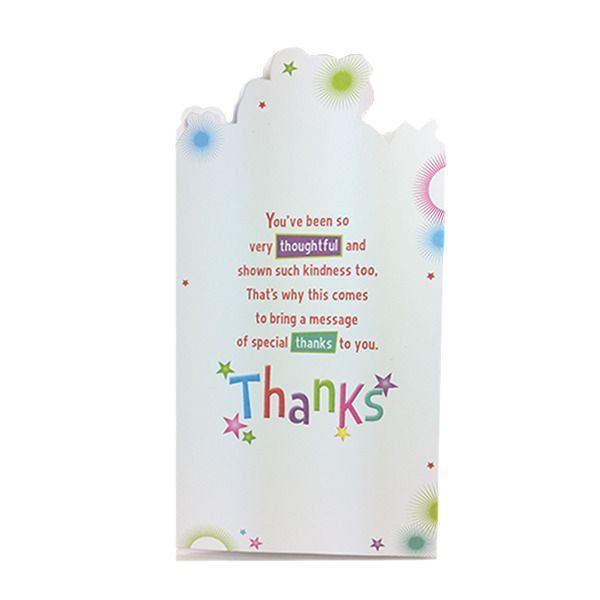 You've been so
very thoughtful and
shown such kindness too,
That's why this comes
to bring a message
of special thanks to you.
Thanks